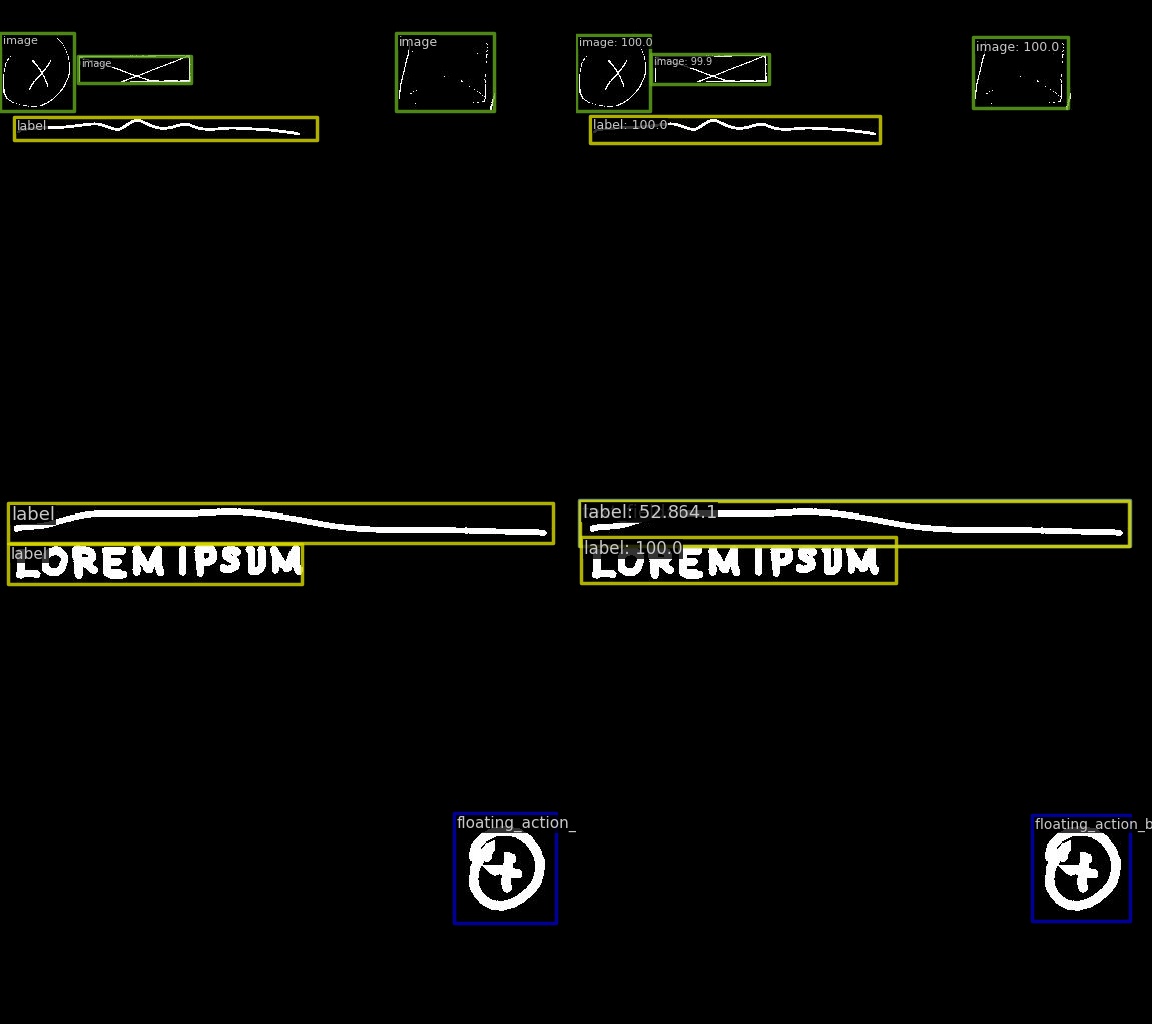 image
image
image
image: 100.0
image: 99.9
image: 100.0
label
label: 100.0
label
label: 52.864.1
label
LOREM IPSUM
label: 100.0
LOREM IPSUM
floating_action_
floating_action_b